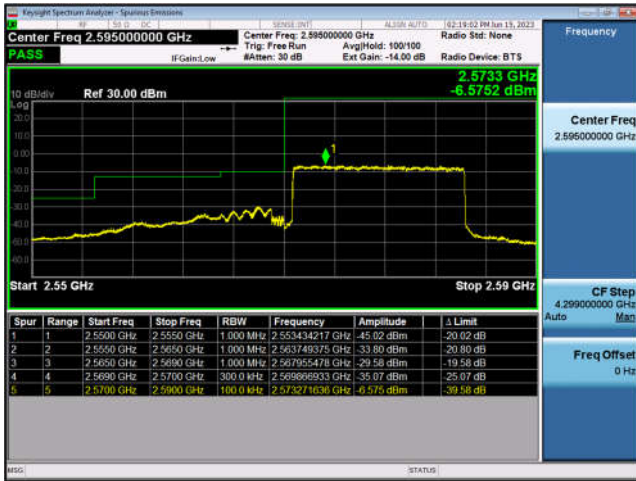 Keysight Spectrum Analyzer - Spurious Emissions
RF 50 Ω DC SENSE:INT ALIGN AUTO 02:19:02 PM Jun 15, 2023
Center Freq 2.595000000 GHz
Center Freq: 2.595000000 GHz Radio Std: None
Trig: Free Run Avg|Hold: 100/100
PASS IFGain:Low #Atten: 30 dB Ext Gain: -14.00 dB Radio Device: BTS
Frequency
2.5733 GHz
-6.5752 dBm
10 dB/div Ref 30.00 dBm
Log
20.0
10.0
0.00
-10.0
-20.0
-30.0
-40.0
-50.0
-60.0
1
Start 2.55 GHz Stop 2.59 GHz
Center Freq
2.595000000 GHz
CF Step
4.299000000 GHz
Auto Man
Freq Offset
0 Hz
Spur Range Start Freq Stop Freq RBW Frequency Amplitude Δ Limit
1 1 2.5500 GHz 2.5550 GHz 1.000 MHz 2.553434217 GHz -45.02 dBm -20.02 dB
2 2 2.5550 GHz 2.5650 GHz 1.000 MHz 2.563749375 GHz -33.80 dBm -20.80 dB
3 3 2.5650 GHz 2.5690 GHz 1.000 MHz 2.567955478 GHz -29.58 dBm -19.58 dB
4 4 2.5690 GHz 2.5700 GHz 300.0 kHz 2.569866933 GHz -35.07 dBm -25.07 dB
5 5 2.5700 GHz 2.5900 GHz 100.0 kHz 2.573271636 GHz -6.575 dBm -39.58 dB
MSG STATUS